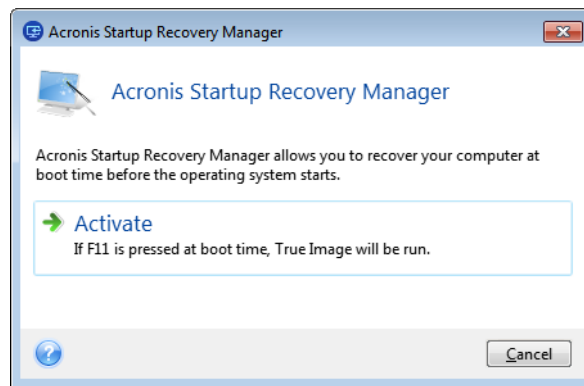 Acronis Startup Recovery Manager
Acronis Startup Recovery Manager
Acronis Startup Recovery Manager allows you to recover your computer at
boot time before the operating system starts.
Activate
If F11 is pressed at boot time, True Image will be run.
Cancel